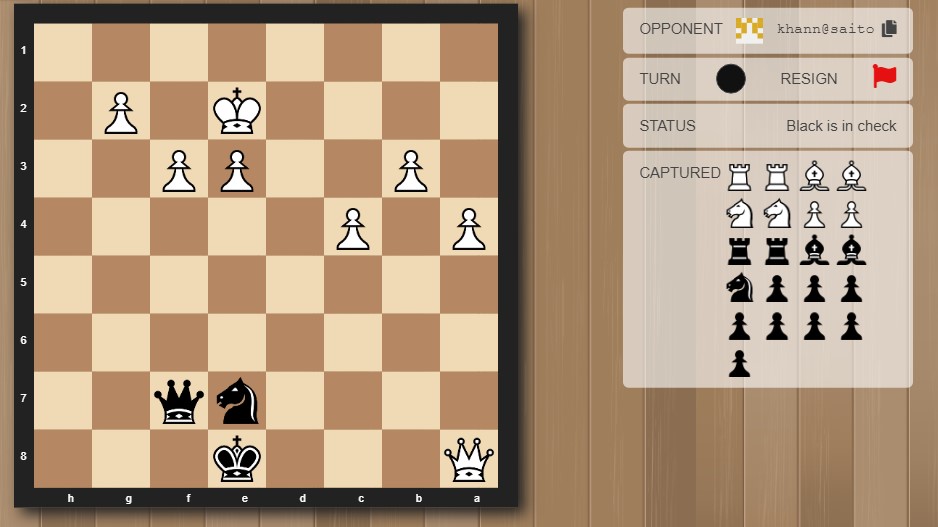 1
2
3
4
5
6
7
8
h g f e d c b a
OPPONENT khann@saito
TURN RESIGN
STATUS Black is in check
CAPTURED